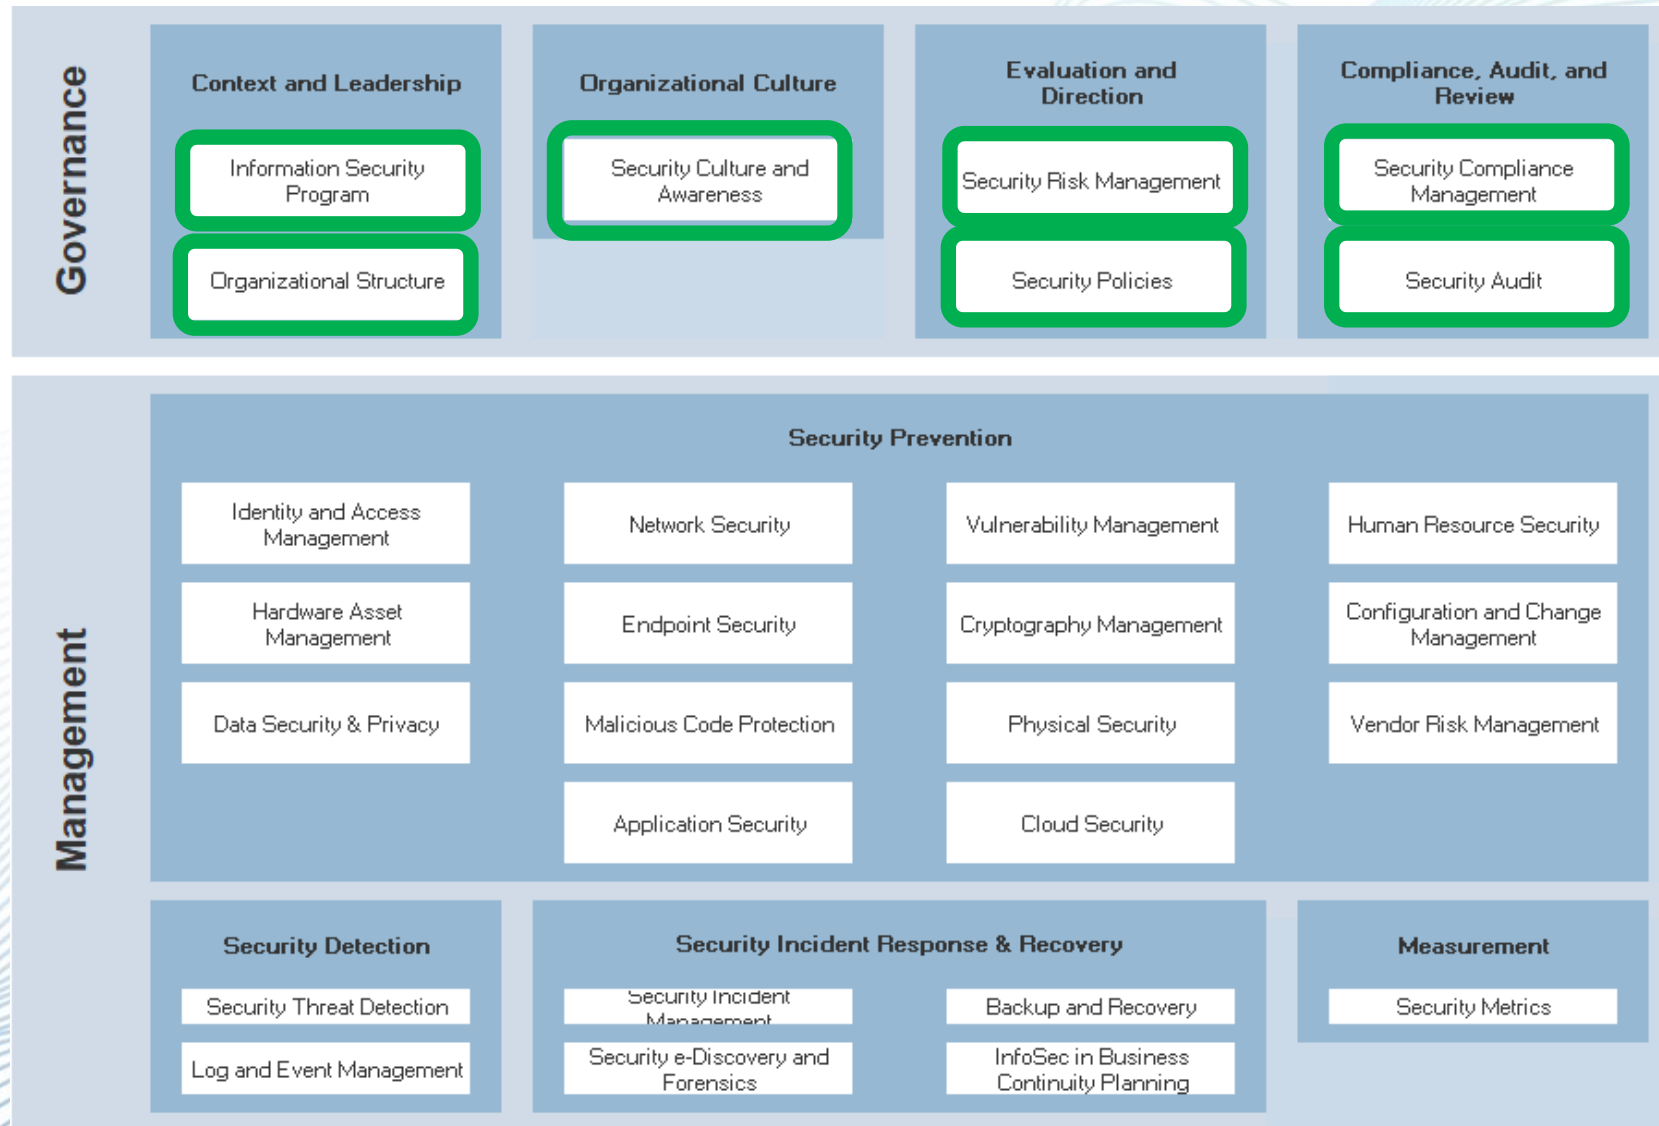 Governance
Context and Leadership
Information Security
Program
Organizational Structure
Organizational Culture
Security Culture and
Awareness
Evaluation and
Direction
Security Risk Management
Security Policies
Compliance, Audit, and
Review
Security Compliance
Management
Security Audit
Management
Security Prevention
Identity and Access
Management
Network Security
Vulnerability Management
Human Resource Security
Hardware Asset
Management
Endpoint Security
Cryptography Management
Configuration and Change
Management
Data Security & Privacy
Malicious Code Protection
Physical Security
Vendor Risk Management
Application Security
Cloud Security
Security Detection
Security Threat Detection
Log and Event Management
Security Incident Response & Recovery
Security Incident
Management
Backup and Recovery
Security e-Discovery and
Forensics
InfoSec in Business
Continuity Planning
Measurement
Security Metrics